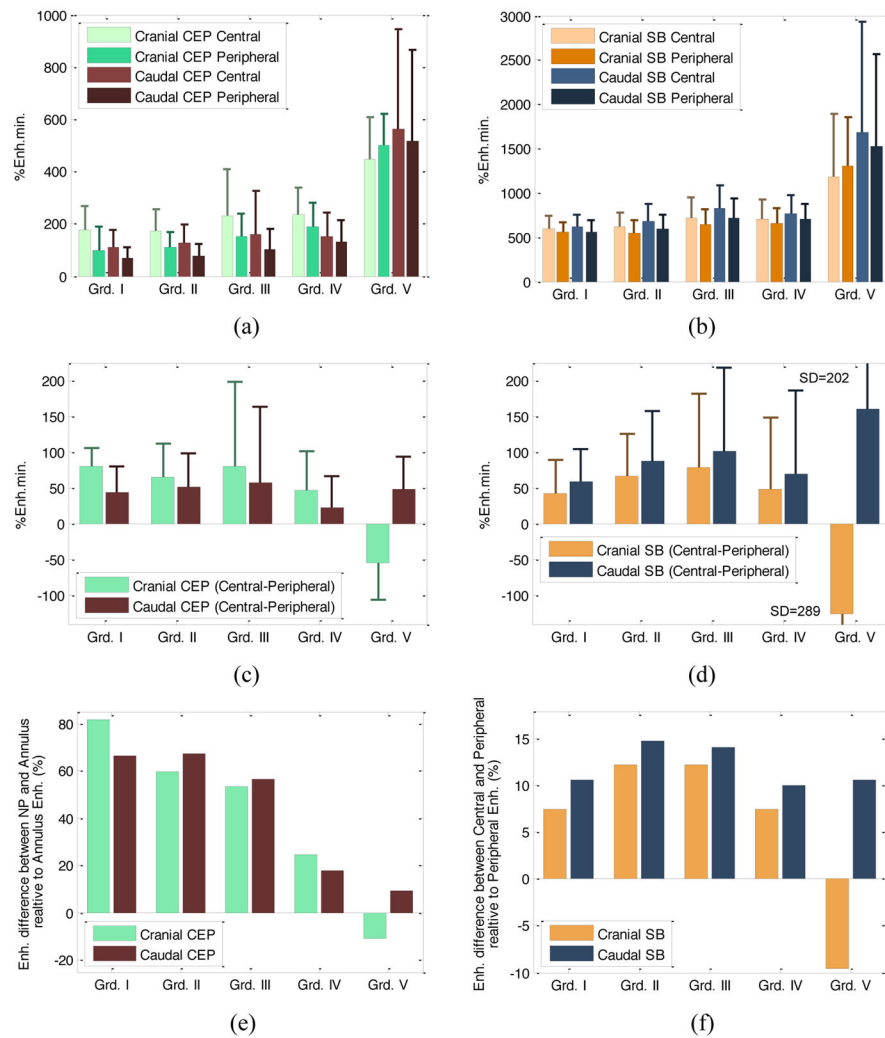 1000
800
600
400
200
0
%Enh.min.
Cranial CEP Central
Cranial CEP Peripheral
Caudal CEP Central
Caudal CEP Peripheral
Grd. I Grd. II Grd. III Grd. IV Grd. V
(a)
3000
2500
2000
1500
1000
500
0
%Enh.min.
Cranial SB Central
Cranial SB Peripheral
Caudal SB Central
Caudal SB Peripheral
Grd. I Grd. II Grd. III Grd. IV Grd. V
(b)
200
150
100
50
0
-50
-100
%Enh.min.
Cranial CEP (Central-Peripheral)
Caudal CEP (Central-Peripheral)
Grd. I Grd. II Grd. III Grd. IV Grd. V
(c)
200
150
100
50
0
-50
-100
%Enh.min.
SD=202
Cranial SB (Central-Peripheral)
Caudal SB (Central-Peripheral)
SD=289
Grd. I Grd. II Grd. III Grd. IV Grd. V
(d)
80
60
40
20
0
-20
Enh. difference between NP and Annulus
realtive to Annulus Enh. (%)
Cranial CEP
Caudal CEP
Grd. I Grd. II Grd. III Grd. IV Grd. V
(e)
15
10
5
0
-5
-10
Enh. difference between Central and Peripheral
realtive to Peripheral Enh. (%)
Cranial SB
Caudal SB
Grd. I Grd. II Grd. III Grd. IV Grd. V
(f)